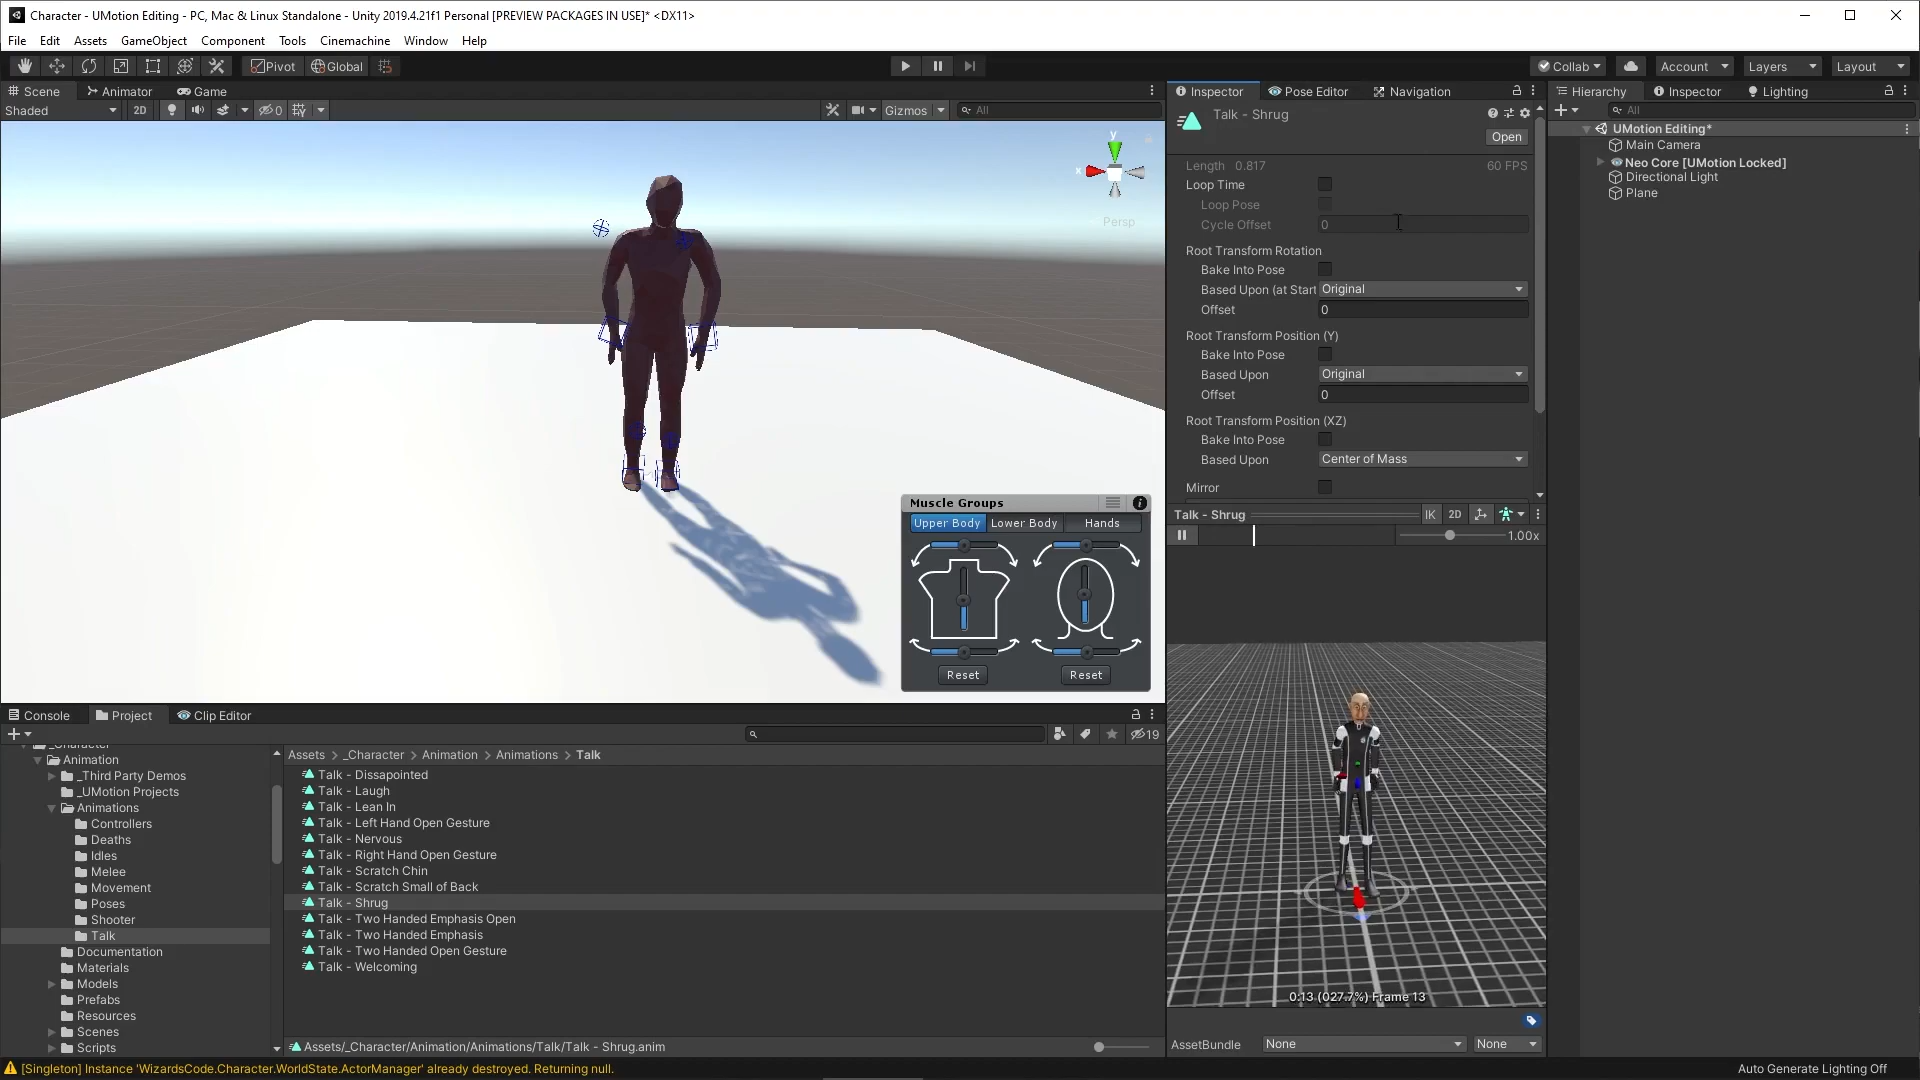 Character - UMotion Editing - PC, Mac & Linux Standalone - Unity 2019.4.21f1 Personal [PREVIEW PACKAGES IN USE]* <DX11>
File Edit Assets GameObject Component Tools Cinemachine Window Help
Pivot Global
Collab Account Layers Layout
Scene Animator Game
Shaded 2D 0 Gizmos All
y
x
Persp
Muscle Groups
Upper Body Lower Body Hands
Reset Reset
Inspector Pose Editor Navigation
Talk - Shrug
Open
Length 0.817 60 FPS
Loop Time
Loop Pose
Cycle Offset 0
Root Transform Rotation
Bake Into Pose
Based Upon (at Start Original
Offset 0
Root Transform Position (Y)
Bake Into Pose
Based Upon Original
Offset 0
Root Transform Position (XZ)
Bake Into Pose
Based Upon Center of Mass
Mirror
Talk - Shrug IK 2D
1.00x
0:13 (027.7%) Frame 13
AssetBundle None None
Hierarchy Inspector Lighting
All
UMotion Editing*
Main Camera
Neo Core [UMotion Locked]
Directional Light
Plane
Console Project Clip Editor
19
_Character
Animation
_Third Party Demos
_UMotion Projects
Animations
Controllers
Deaths
Idles
Melee
Movement
Poses
Shooter
Talk
Documentation
Materials
Models
Prefabs
Resources
Scenes
Scripts
Assets > _Character > Animation > Animations > Talk
Talk - Dissapointed
Talk - Laugh
Talk - Lean In
Talk - Left Hand Open Gesture
Talk - Nervous
Talk - Right Hand Open Gesture
Talk - Scratch Chin
Talk - Scratch Small of Back
Talk - Shrug
Talk - Two Handed Emphasis Open
Talk - Two Handed Emphasis
Talk - Two Handed Open Gesture
Talk - Welcoming
Assets/_Character/Animation/Animations/Talk/Talk - Shrug.anim
[Singleton] Instance 'WizardsCode.Character.WorldState.ActorManager' already destroyed. Returning null.
Auto Generate Lighting Off